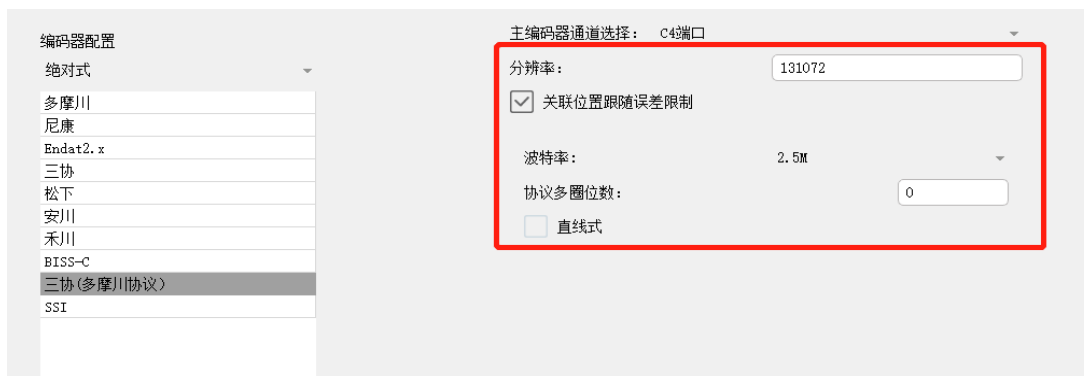 编码器配置
绝对式
多摩川
尼康
Endat2.x
三协
松下
安川
禾川
BISS-C
三协(多摩川协议)
SSI
主编码器通道选择： C4端口
分辨率： 131072
关联位置跟随误差限制
波特率： 2.5M
协议多圈位数： 0
直线式